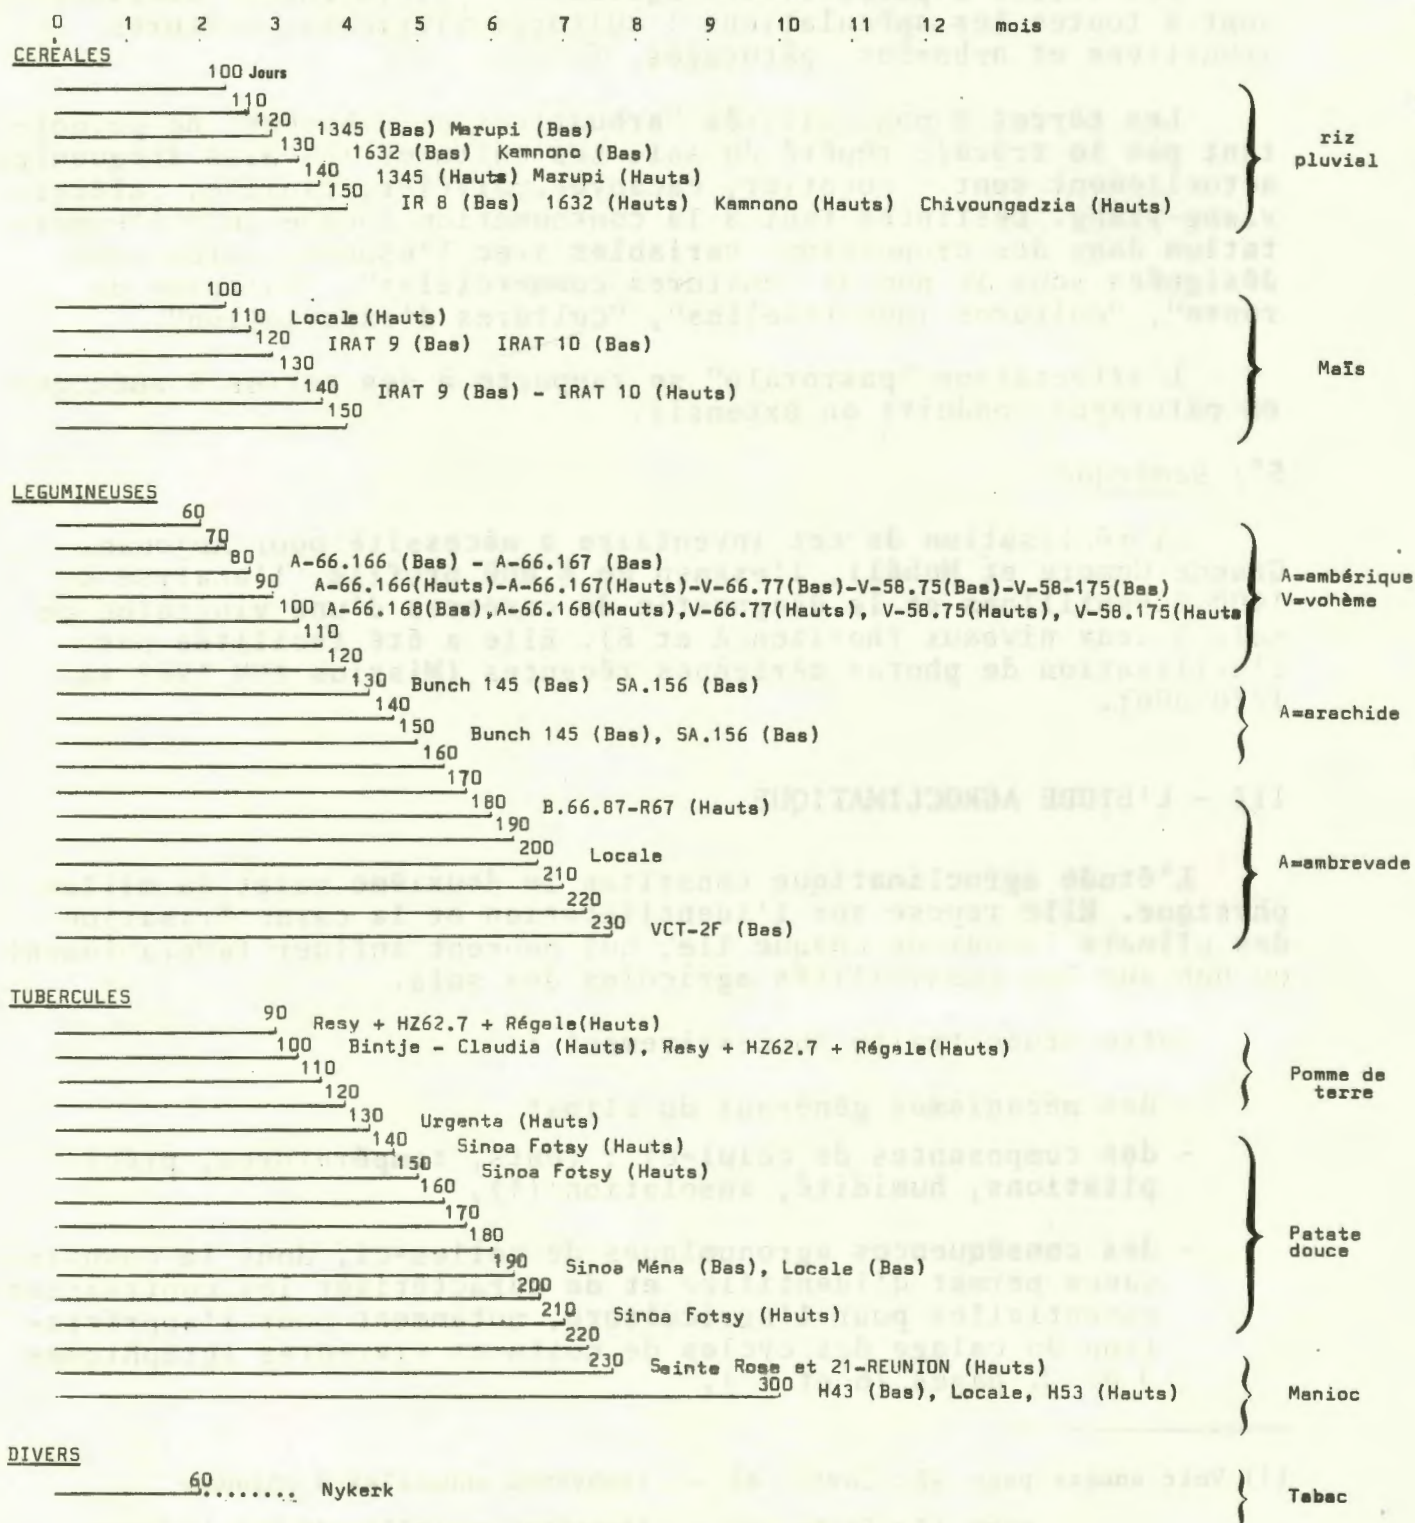 0 1 2 3 4 5 6 7 8 9 10 11 12 mois
CEREALES
100 Jours
110
120
1345 (Bas) Marupi (Bas)
130
1632 (Bas) Kamnono (Bas)
140
1345 (Hauts) Marupi (Hauts)
150
IR 8 (Bas) 1632 (Hauts) Kamnono (Hauts) Chivoungadzia (Hauts)
riz
pluvial
100
110 Locale(Hauts)
120
IRAT 9 (Bas) IRAT 10 (Bas)
130
140
IRAT 9 (Bas) - IRAT 10 (Hauts)
150
Maïs
LEGUMINEUSES
60
70
80
A-66.166 (Bas) - A-66.167 (Bas)
90
A-66.166(Hauts)-A-66.167(Hauts)-V-66.77(Bas)-V-58.75(Bas)-V-58-175(Bas)
100 A-66.168(Bas),A-66.168(Hauts),V-66.77(Hauts), V-58.75(Hauts), V-58.175(Hauts
A=ambérique
V=vohème
110
120
130 Bunch 145 (Bas) SA.156 (Bas)
140
150
Bunch 145 (Bas), SA.156 (Bas)
A=arachide
160
170
180 B.66.87-R67 (Hauts)
190
200 Locale
210
220
230 VCT-2F (Bas)
A=ambrevade
TUBERCULES
90
Resy + HZ62.7 + Régale(Hauts)
100 Bintje - Claudia (Hauts), Resy + HZ62.7 + Régale(Hauts)
110
120
130 Urgenta (Hauts)
Pomme de
terre
140 Sinoa Fotsy (Hauts)
150 Sinoa Fotsy (Hauts)
160
170
180
190 Sinoa Ména (Bas), Locale (Bas)
200
210 Sinoa Fotsy (Hauts)
220
Patate
douce
230 Sainte Rose et 21-REUNION (Hauts)
300 H43 (Bas), Locale, H53 (Hauts)
Manioc
DIVERS
60
Nykerk
Tabac